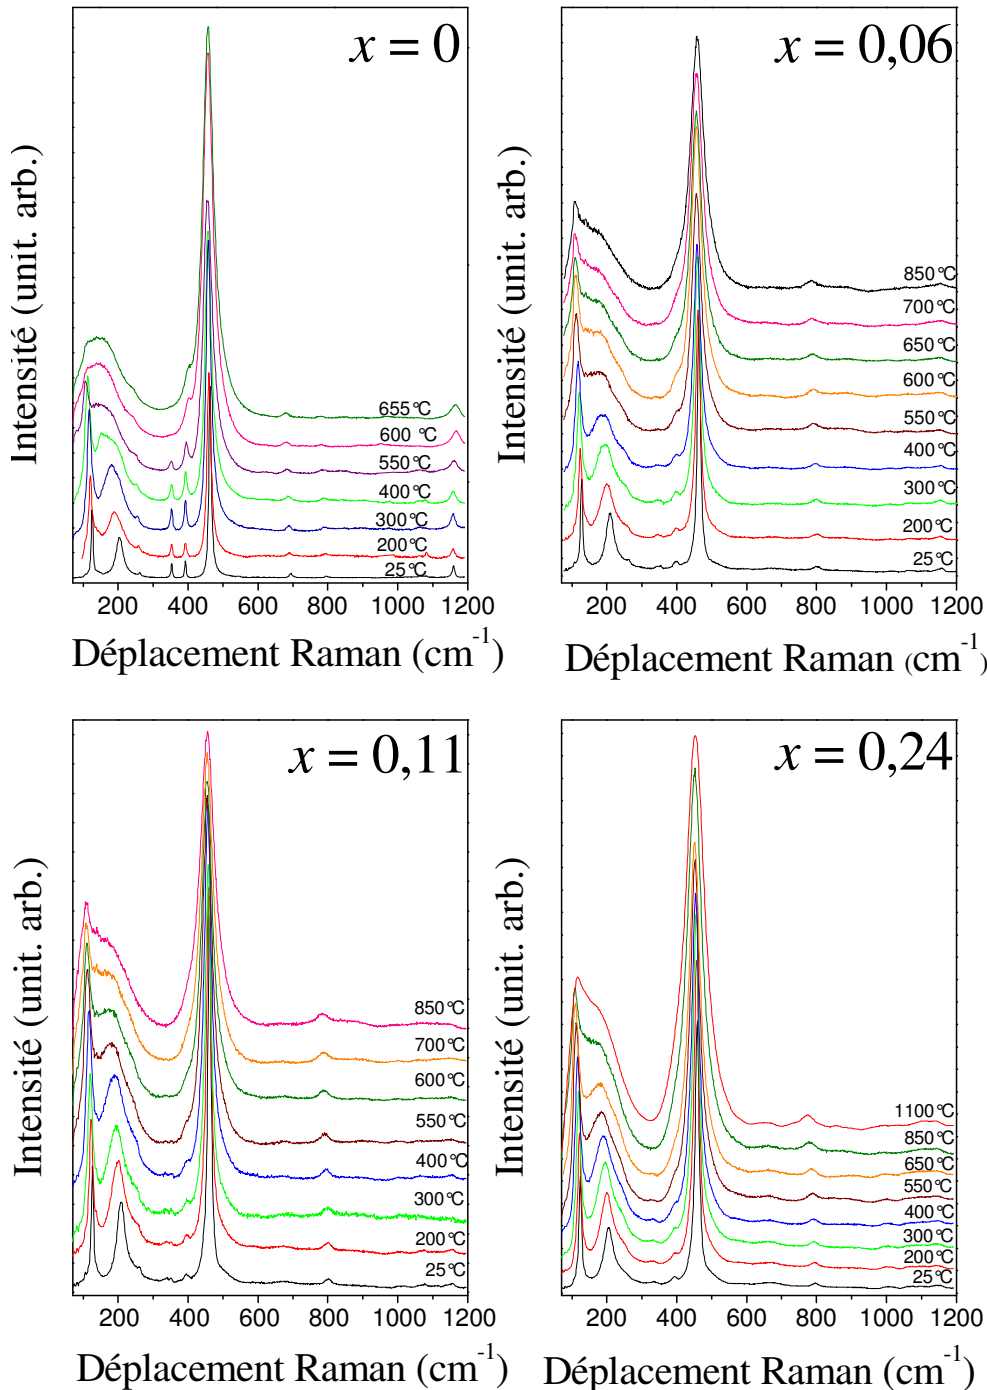 x = 0
Intensité (unit. arb.)
655°C
600 °C
550°C
400°C
300°C
200°C
25°C
200 400 600 800 1000 1200
Déplacement Raman (cm-1)
x = 0,06
Intensité (unit. arb.)
850°C
700°C
650°C
600°C
550°C
400°C
300°C
200°C
25°C
200 400 600 800 1000 1200
Déplacement Raman (cm-1)
x = 0,11
Intensité (unit. arb.)
850°C
700°C
600°C
550°C
400°C
300°C
200°C
25°C
200 400 600 800 1000 1200
Déplacement Raman (cm-1)
x = 0,24
Intensité (unit. arb.)
1100°C
850°C
650°C
550°C
400°C
300°C
200°C
25°C
200 400 600 800 1000 1200
Déplacement Raman (cm-1)